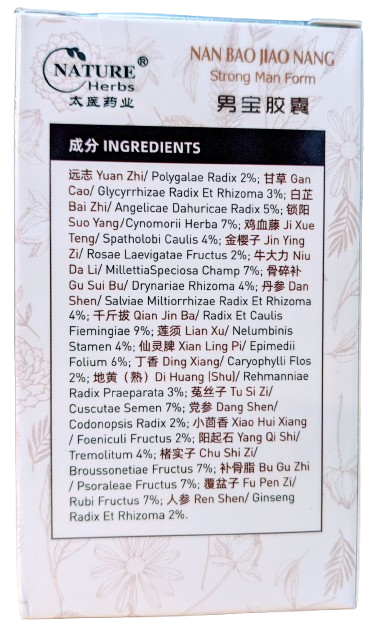 NATURE®
Herbs
太医药业
NAN BAO JIAO NANG
Strong Man Form
男宝胶囊
成分 INGREDIENTS
远志 Yuan Zhi/ Polygalae Radix 2%; 甘草 Gan
Cao/ Glycyrrhizae Radix Et Rhizoma 3%; 白芷
Bai Zhi/ Angelicae Dahuricae Radix 5%; 锁阳
Suo Yang/Cynomorii Herba 7%; 鸡血藤 Ji Xue
Teng/ Spatholobi Caulis 4%; 金樱子 Jin Ying
Zi/ Rosae Laevigatae Fructus 2%; 牛大力 Niu
Da Li/ MillettiaSpeciosa Champ 7%; 骨碎补
Gu Sui Bu/ Drynariae Rhizoma 4%; 丹参 Dan
Shen/ Salviae Miltiorrhizae Radix Et Rhizoma
4%; 千斤拔 Qian Jin Ba/ Radix Et Caulis
Flemingiae 9%; 莲须 Lian Xu/ Nelumbinis
Stamen 4%; 仙灵脾 Xian Ling Pi/ Epimedii
Folium 6%; 丁香 Ding Xiang/ Caryophylli Flos
2%; 地黄（熟）Di Huang (Shu)/ Rehmanniae
Radix Praeparata 3%; 菟丝子 Tu Si Zi/
Cuscutae Semen 7%; 党参 Dang Shen/
Codonopsis Radix 2%; 小茴香 Xiao Hui Xiang
/ Foeniculi Fructus 2%; 阳起石 Yang Qi Shi/
Tremolitum 4%; 楮实子 Chu Shi Zi/
Broussonetiae Fructus 7%; 补骨脂 Bu Gu Zhi
/ Psoraleae Fructus 7%; 覆盆子 Fu Pen Zi/
Rubi Fructus 7%; 人参 Ren Shen/ Ginseng
Radix Et Rhizoma 2%.